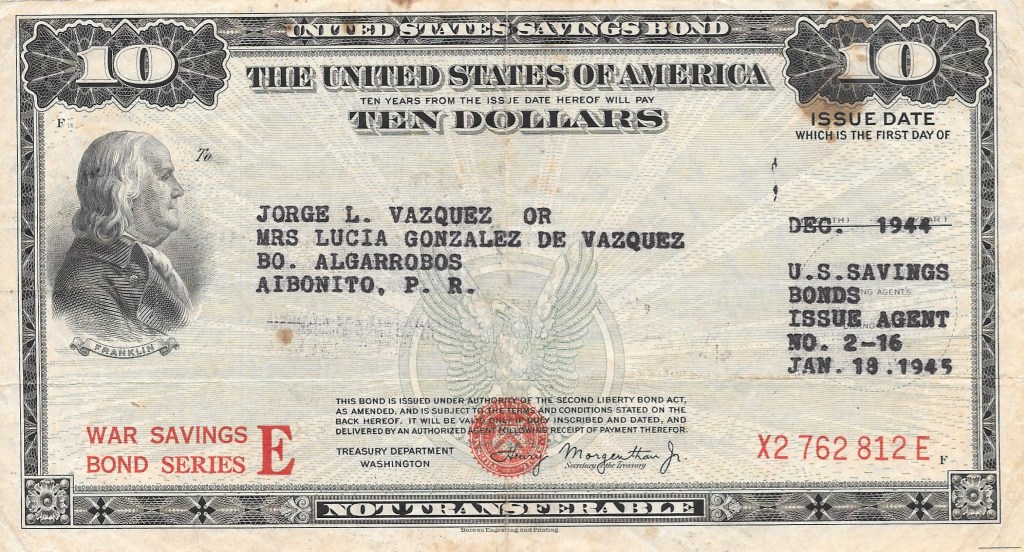 UNITED STATES SAVINGS BOND
10 10
THE UNITED STATES OF AMERICA
TEN YEARS FROM THE ISSUE DATE HEREOF WILL PAY
TEN DOLLARS
ISSUE DATE
WHICH IS THE FIRST DAY OF
F
To
JORGE L. VAZQUEZ OR
MRS LUCIA GONZALEZ DE VAZQUEZ
BO. ALGARROBOS
AIBONITO, P. R.
DEC. 1944
U.S.SAVINGS
BONDS
ISSUE AGENT
NO. 2-16
JAN.18.1945
FRANKLIN
THIS BOND IS ISSUED UNDER AUTHORITY OF THE SECOND LIBERTY BOND ACT,
AS AMENDED, AND IS SUBJECT TO THE TERMS AND CONDITIONS STATED ON THE
BACK HEREOF. IT WILL BE VALID ONLY IF DULY INSCRIBED AND DATED, AND
DELIVERED BY AN AUTHORIZED AGENT FOLLOWING RECEIPT OF PAYMENT THEREFOR.
TREASURY DEPARTMENT
WASHINGTON
Henry Morgenthau Jr.
Secretary of the Treasury
WAR SAVINGS
BOND SERIES E
X2 762 812 E
F
NOT TRANSFERABLE
Bureau Engraving and Printing